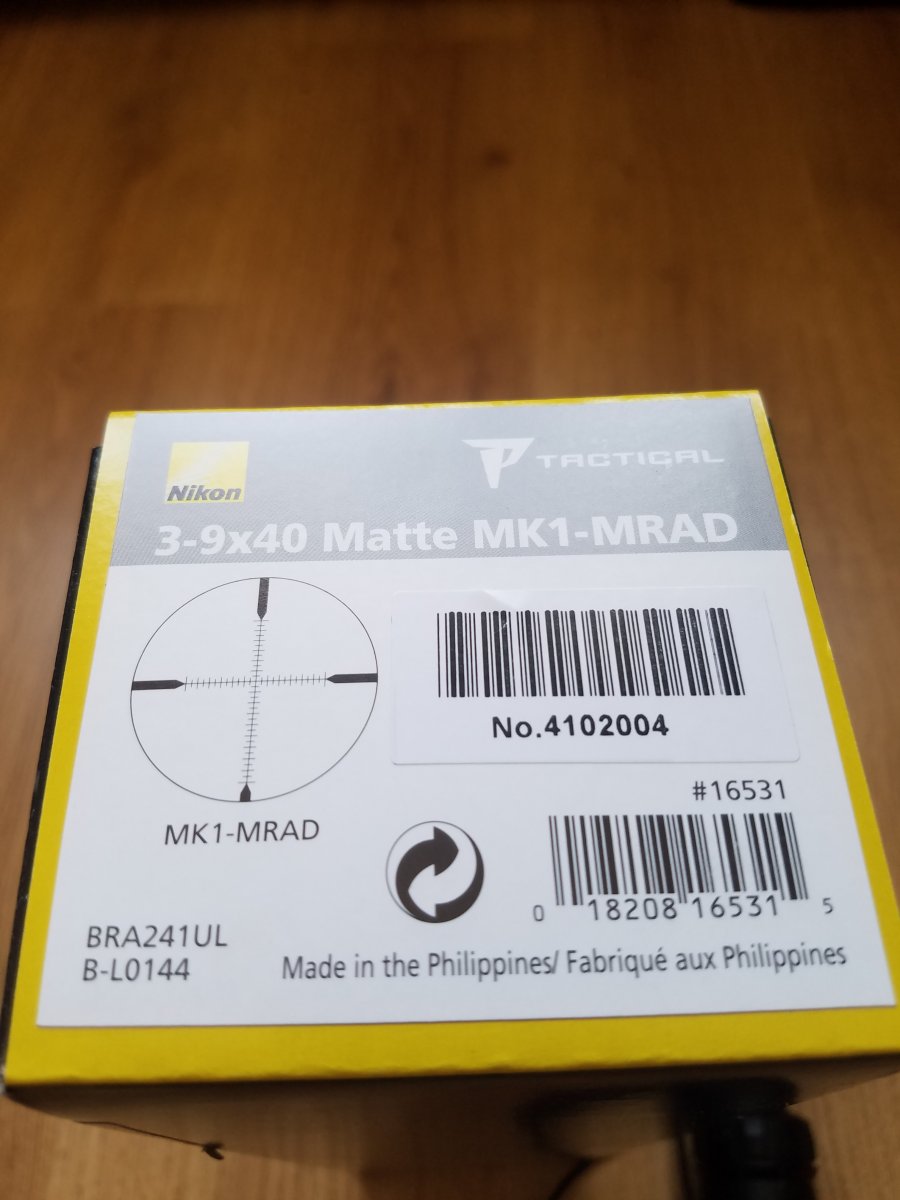 Nikon
P TACTICAL
3-9x40 Matte MK1-MRAD
No.4102004
#16531
MK1-MRAD
0 18208 16531 5
BRA241UL
B-L0144
Made in the Philippines/ Fabriqué aux Philippines